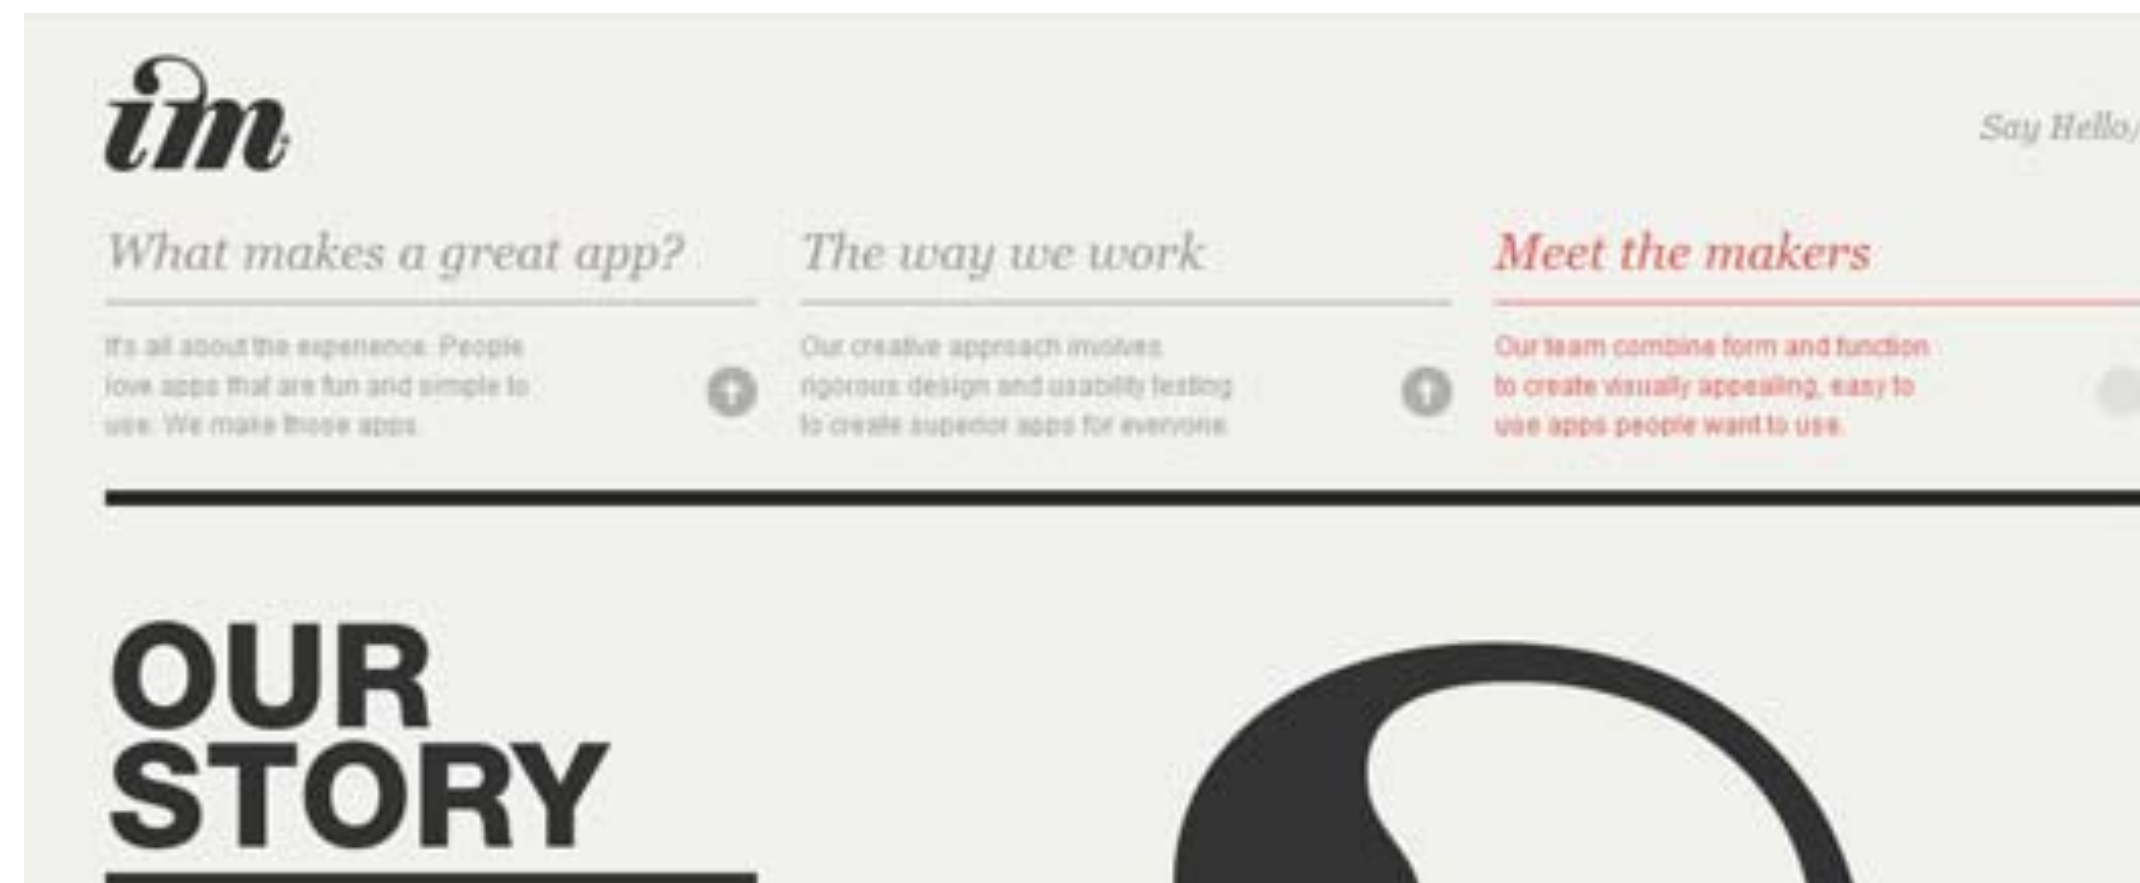 im
Say Hello/
What makes a great app?
The way we work
Meet the makers
It's all about the experience. People
love apps that are fun and simple to
use. We make those apps.
Our creative approach involves
rigorous design and usability testing
to create superior apps for everyone.
Our team combine form and function
to create visually appealing, easy to
use apps people want to use.
OUR
STORY